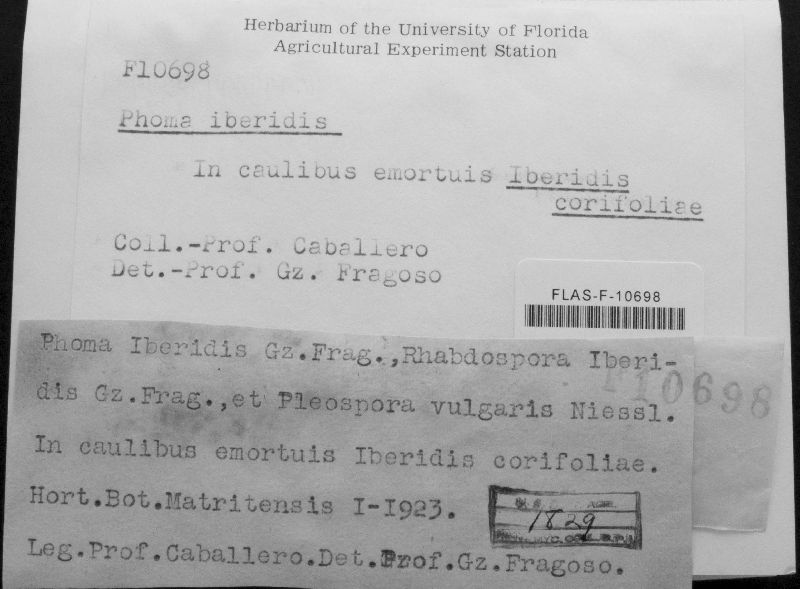 Herbarium of the University of Florida
Agricultural Experiment Station
F10698
Phoma iberidis
In caulibus emortuis Iberidis
corifoliae
Coll.-Prof. Caballero
Det.-Prof. Gz. Fragoso
FLAS-F-10698
Phoma Iberidis Gz.Frag.,Rhabdospora Iberi-
dis Gz.Frag.,et Pleospora vulgaris Niessl.
In caulibus emortuis Iberidis corifoliae.
Hort.Bot.Matritensis I-I923.
Leg.Prof.Caballero.Det.Prof.Gz.Fragoso.
F10698
1829